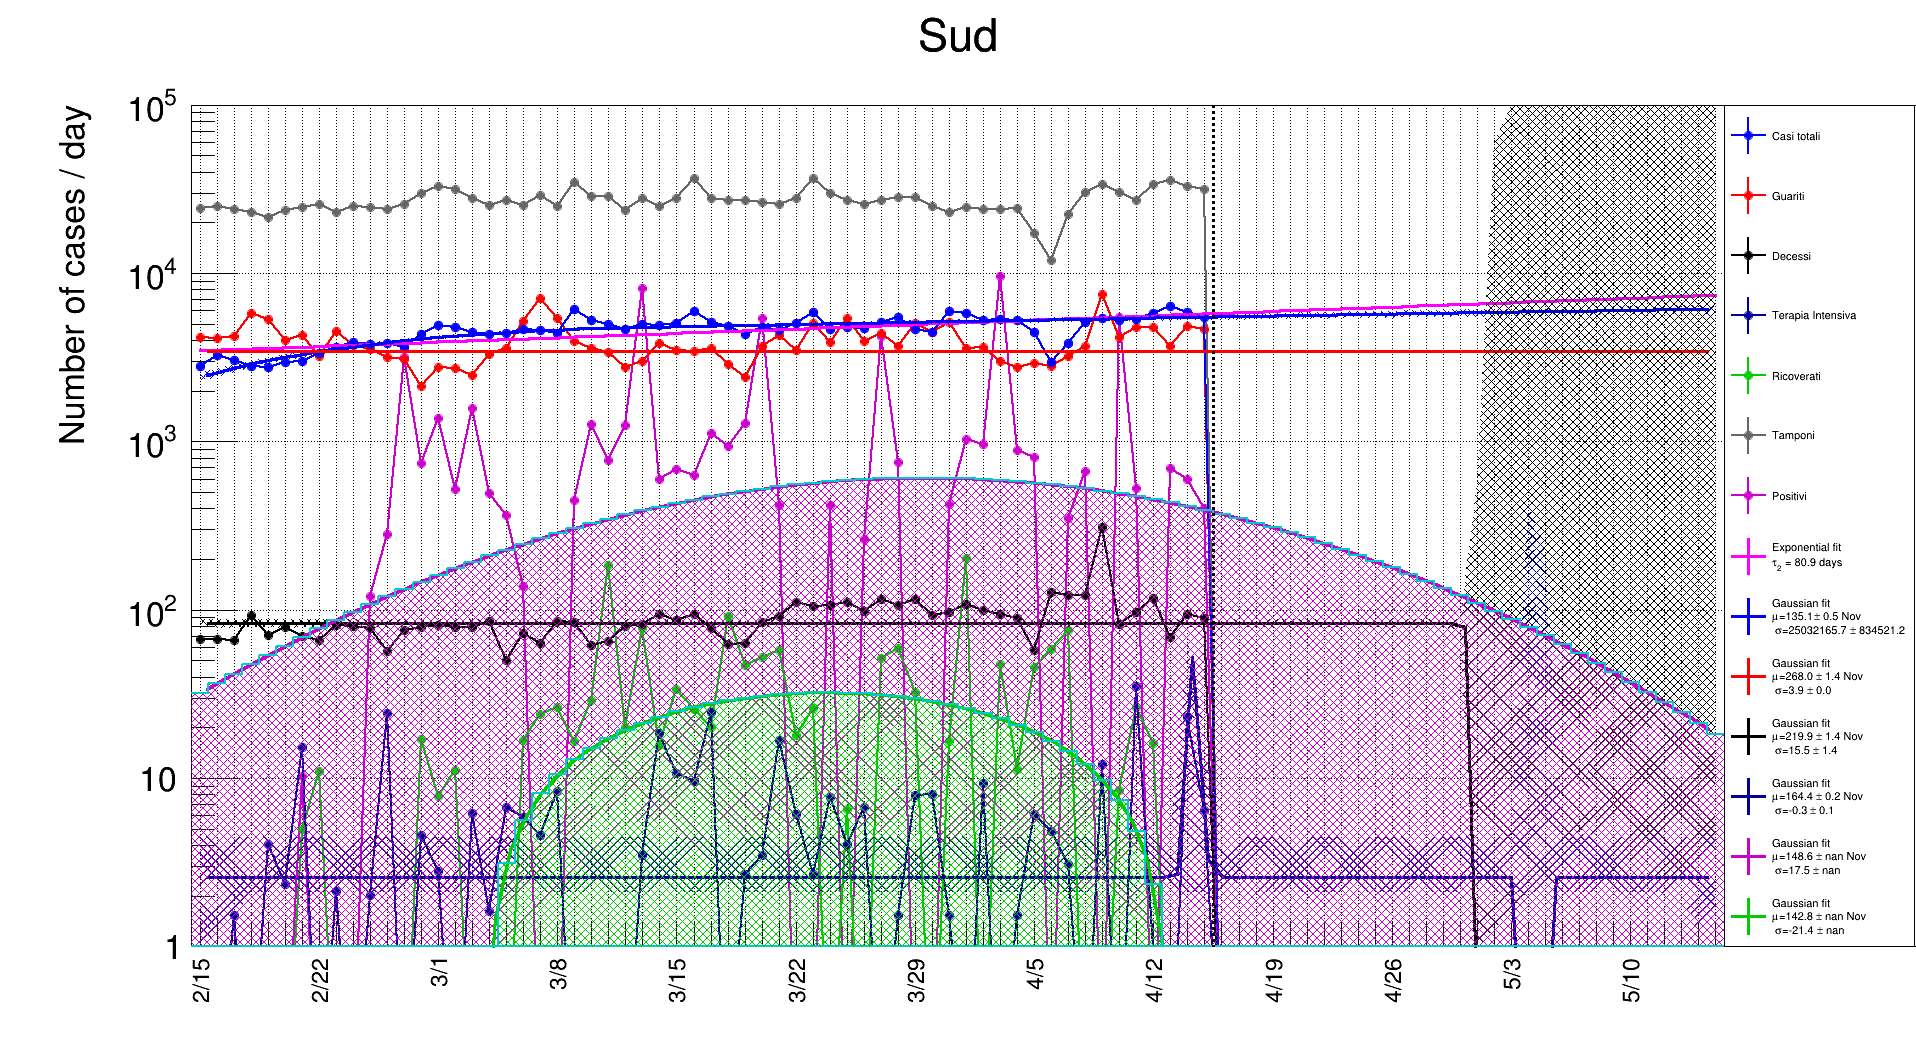 Sud
Number of cases / day
10^5
10^4
10^3
10^2
10
1
2/15
2/22
3/1
3/8
3/15
3/22
3/29
4/5
4/12
4/19
4/26
5/3
5/10
Casi totali
Guariti
Decessi
Terapia Intensiva
Ricoverati
Tamponi
Positivi
Exponential fit
τ₂ = 80.9 days
Gaussian fit
μ=135.1 ± 0.5 Nov
σ=25032165.7 ± 834521.2
Gaussian fit
μ=268.0 ± 1.4 Nov
σ=3.9 ± 0.0
Gaussian fit
μ=219.9 ± 1.4 Nov
σ=15.5 ± 1.4
Gaussian fit
μ=164.4 ± 0.2 Nov
σ=-0.3 ± 0.1
Gaussian fit
μ=148.6 ± nan Nov
σ=17.5 ± nan
Gaussian fit
μ=142.8 ± nan Nov
σ=-21.4 ± nan